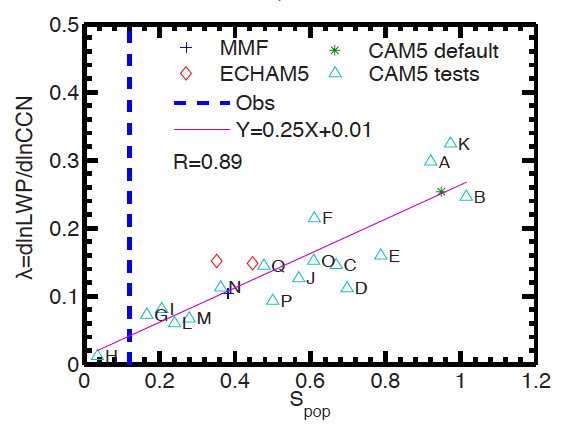 0.5
0.4
0.3
0.2
0.1
0
λ=dlnLWP/dlnCCN
MMF
CAM5 default
ECHAM5
CAM5 tests
Obs
Y=0.25X+0.01
R=0.89
K
A
B
F
E
O
C
Q
J
D
N
P
I
G
L
M
H
0 0.2 0.4 0.6 0.8 1 1.2
S_pop